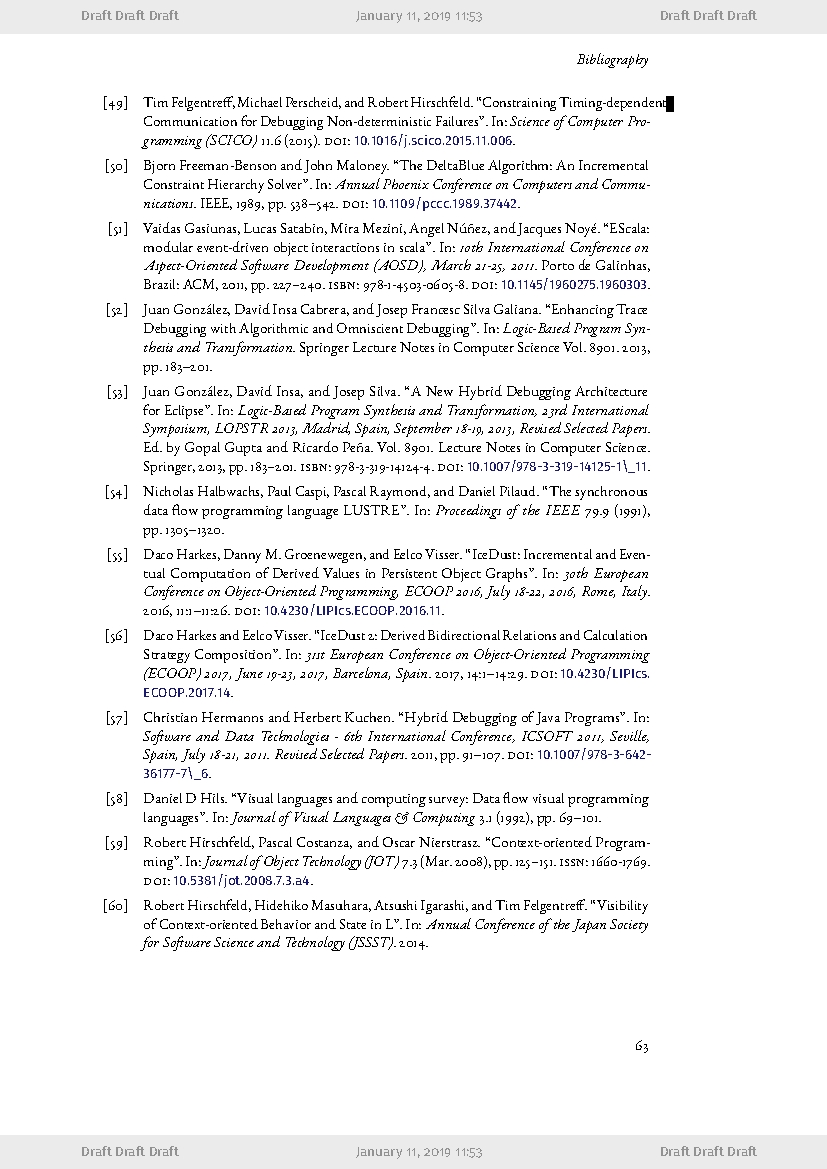 Draft Draft Draft January 11, 2019 11:53 Draft Draft Draft
Bibliography
[49] Tim Felgentreff, Michael Perscheid, and Robert Hirschfeld. “Constraining Timing-dependent
Communication for Debugging Non-deterministic Failures”. In: Science of Computer Pro-
gramming (SCICO) 11.6 (2015). DOI: 10.1016/j.scico.2015.11.006.
[50] Bjorn Freeman-Benson and John Maloney. “The DeltaBlue Algorithm: An Incremental
Constraint Hierarchy Solver”. In: Annual Phoenix Conference on Computers and Commu-
nications. IEEE, 1989, pp. 538–542. DOI: 10.1109/pccc.1989.37442.
[51] Vaidas Gasiunas, Lucas Satabin, Mira Mezini, Angel Núñez, and Jacques Noyé. “EScala:
modular event-driven object interactions in scala”. In: 10th International Conference on
Aspect-Oriented Software Development (AOSD), March 21-25, 2011. Porto de Galinhas,
Brazil: ACM, 2011, pp. 227–240. ISBN: 978-1-4503-0605-8. DOI: 10.1145/1960275.1960303.
[52] Juan González, David Insa Cabrera, and Josep Francesc Silva Galiana. “Enhancing Trace
Debugging with Algorithmic and Omniscient Debugging”. In: Logic-Based Program Syn-
thesis and Transformation. Springer Lecture Notes in Computer Science Vol. 8901. 2013,
pp. 183–201.
[53] Juan González, David Insa, and Josep Silva. “A New Hybrid Debugging Architecture
for Eclipse”. In: Logic-Based Program Synthesis and Transformation, 23rd International
Symposium, LOPSTR 2013, Madrid, Spain, September 18-19, 2013, Revised Selected Papers.
Ed. by Gopal Gupta and Ricardo Peña. Vol. 8901. Lecture Notes in Computer Science.
Springer, 2013, pp. 183–201. ISBN: 978-3-319-14124-4. DOI: 10.1007/978-3-319-14125-1\_11.
[54] Nicholas Halbwachs, Paul Caspi, Pascal Raymond, and Daniel Pilaud. “The synchronous
data flow programming language LUSTRE”. In: Proceedings of the IEEE 79.9 (1991),
pp. 1305–1320.
[55] Daco Harkes, Danny M. Groenewegen, and Eelco Visser. “IceDust: Incremental and Even-
tual Computation of Derived Values in Persistent Object Graphs”. In: 30th European
Conference on Object-Oriented Programming, ECOOP 2016, July 18-22, 2016, Rome, Italy.
2016, 11:1–11:26. DOI: 10.4230/LIPIcs.ECOOP.2016.11.
[56] Daco Harkes and Eelco Visser. “IceDust 2: Derived Bidirectional Relations and Calculation
Strategy Composition”. In: 31st European Conference on Object-Oriented Programming
(ECOOP) 2017, June 19-23, 2017, Barcelona, Spain. 2017, 14:1–14:29. DOI: 10.4230/LIPIcs.
ECOOP.2017.14.
[57] Christian Hermanns and Herbert Kuchen. “Hybrid Debugging of Java Programs”. In:
Software and Data Technologies - 6th International Conference, ICSOFT 2011, Seville,
Spain, July 18-21, 2011. Revised Selected Papers. 2011, pp. 91–107. DOI: 10.1007/978-3-642-
36177-7\_6.
[58] Daniel D Hils. “Visual languages and computing survey: Data flow visual programming
languages”. In: Journal of Visual Languages & Computing 3.1 (1992), pp. 69–101.
[59] Robert Hirschfeld, Pascal Costanza, and Oscar Nierstrasz. “Context-oriented Program-
ming”. In: Journal of Object Technology (JOT) 7.3 (Mar. 2008), pp. 125–151. ISSN: 1660-1769.
DOI: 10.5381/jot.2008.7.3.a4.
[60] Robert Hirschfeld, Hidehiko Masuhara, Atsushi Igarashi, and Tim Felgentreff. “Visibility
of Context-oriented Behavior and State in L”. In: Annual Conference of the Japan Society
for Software Science and Technology (JSSST). 2014.
63
Draft Draft Draft January 11, 2019 11:53 Draft Draft Draft